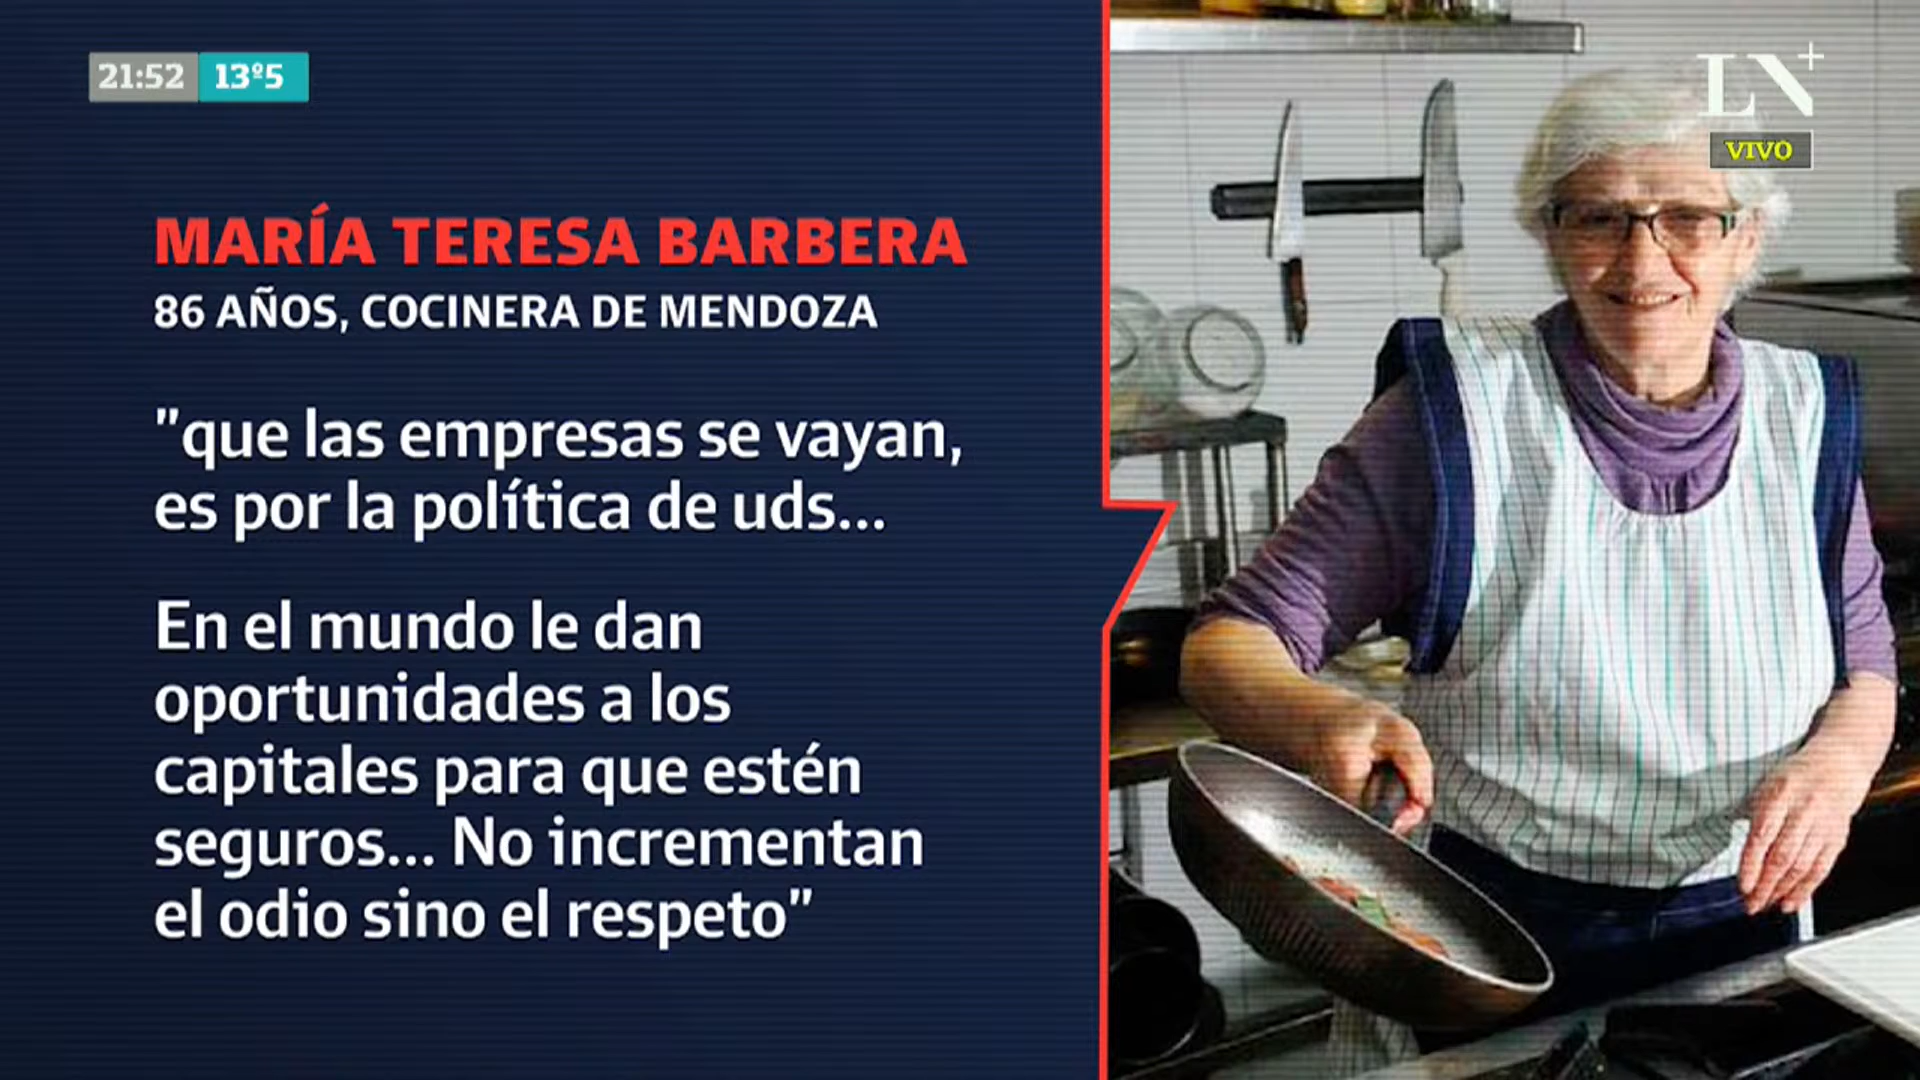 21:52 13º5
LN+
VIVO
MARÍA TERESA BARBERA
86 AÑOS, COCINERA DE MENDOZA
"que las empresas se vayan,
es por la política de uds...
En el mundo le dan
oportunidades a los
capitales para que estén
seguros... No incrementan
el odio sino el respeto"